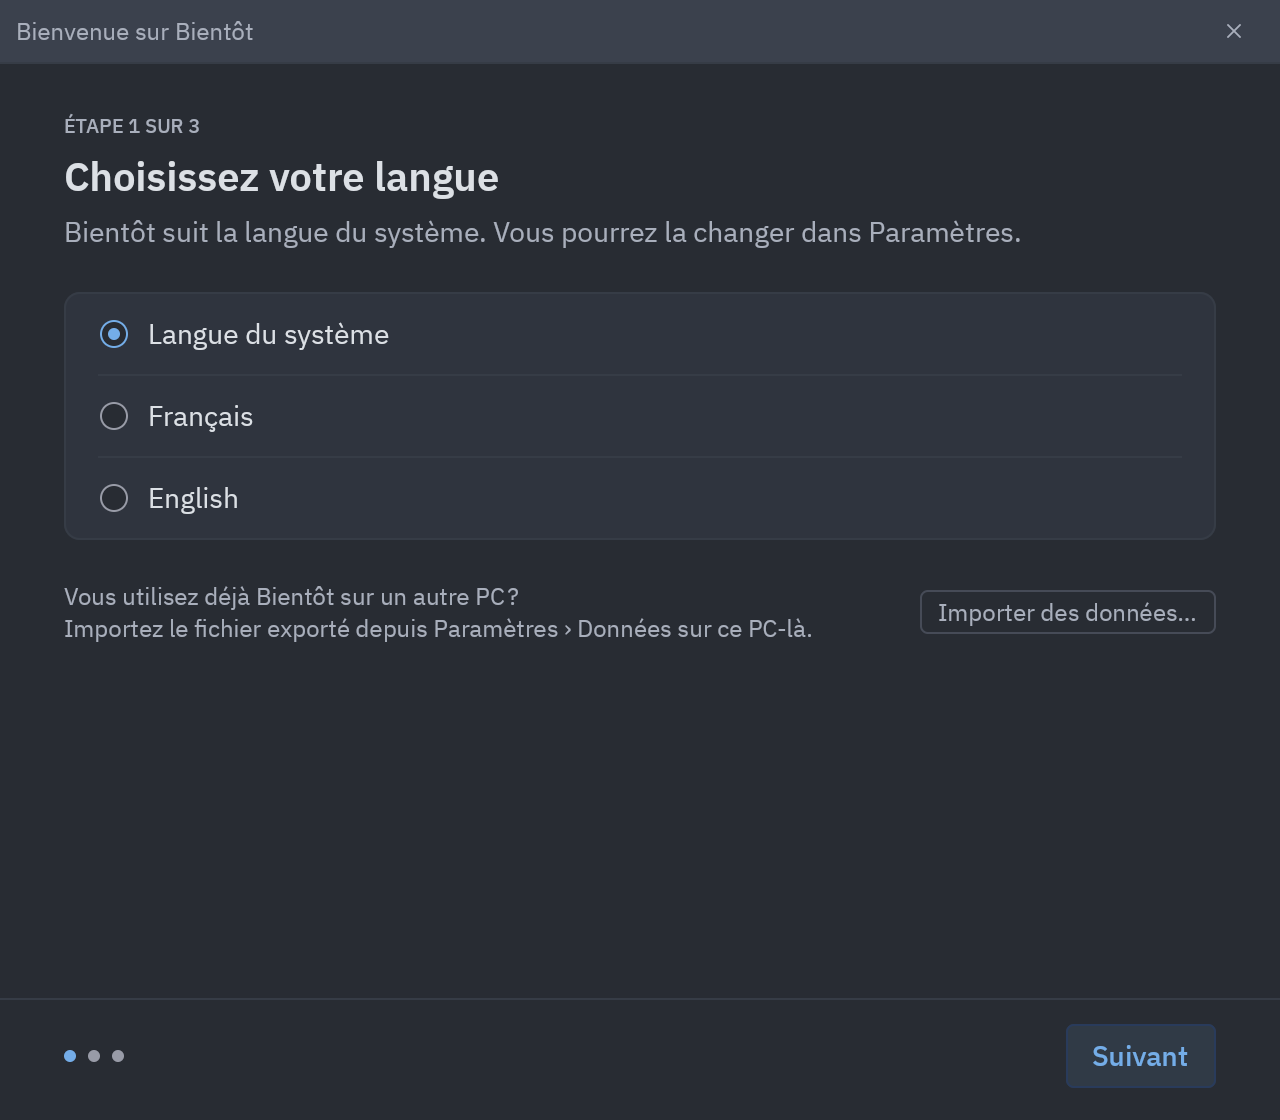 Bienvenue sur Bientôt
ÉTAPE 1 SUR 3
Choisissez votre langue
Bientôt suit la langue du système. Vous pourrez la changer dans Paramètres.
Langue du système
Français
English
Vous utilisez déjà Bientôt sur un autre PC ?
Importez le fichier exporté depuis Paramètres › Données sur ce PC-là.
Importer des données…
Suivant